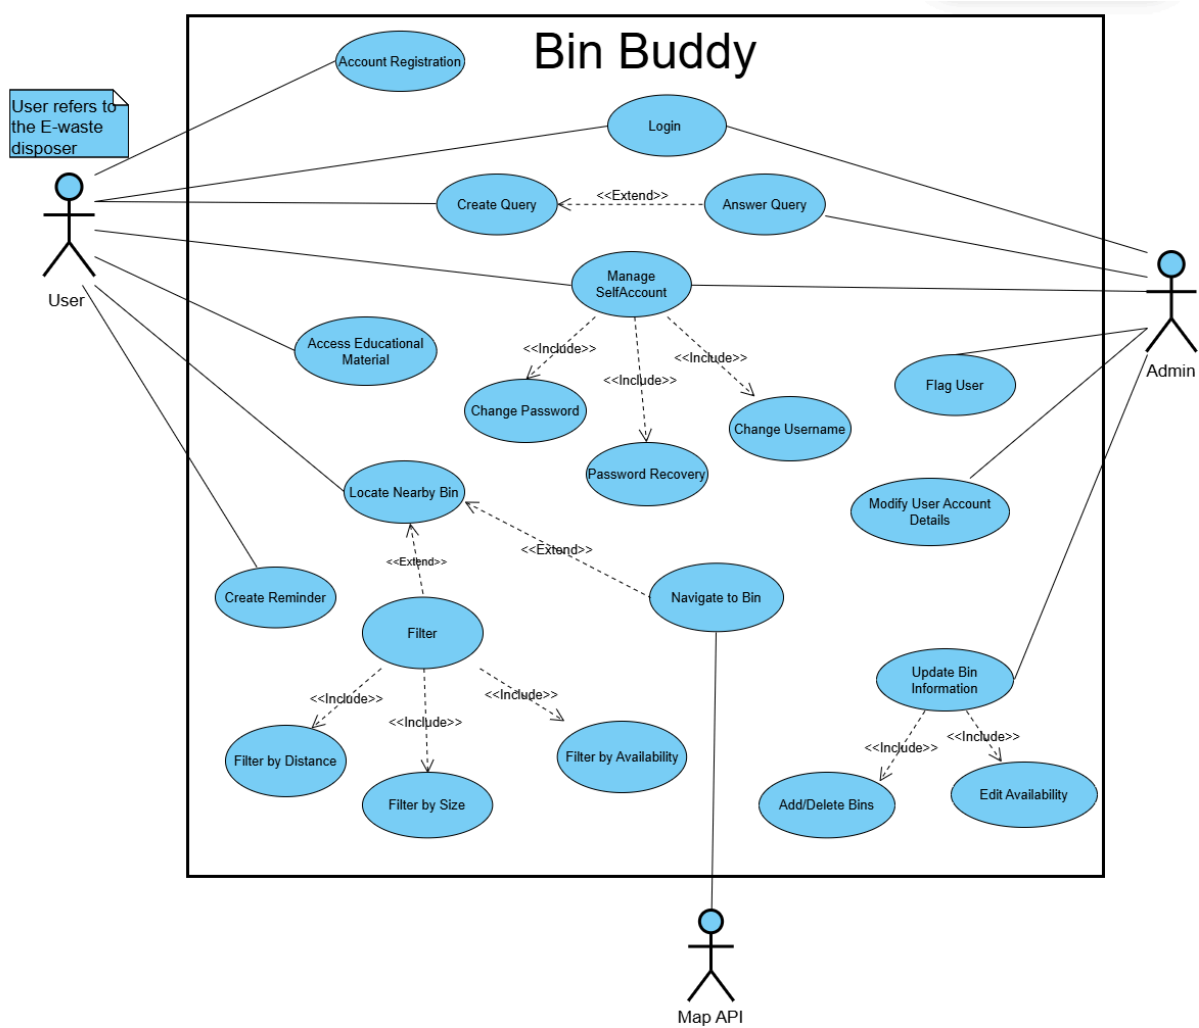 Bin Buddy
Account Registration
User refers to
the E-waste
disposer
Login
Create Query
<<Extend>>
Answer Query
User
Manage
SelfAccount
Admin
Access Educational
Material
<<Include>>
<<Include>>
<<Include>>
Flag User
Change Password
Change Username
Password Recovery
Locate Nearby Bin
Modify User Account
Details
<<Extend>>
<<Extend>>
Create Reminder
Navigate to Bin
Filter
Update Bin
Information
<<Include>>
<<Include>>
<<Include>>
<<Include>>
<<Include>>
Filter by Distance
Filter by Availability
Filter by Size
Add/Delete Bins
Edit Availability
Map API